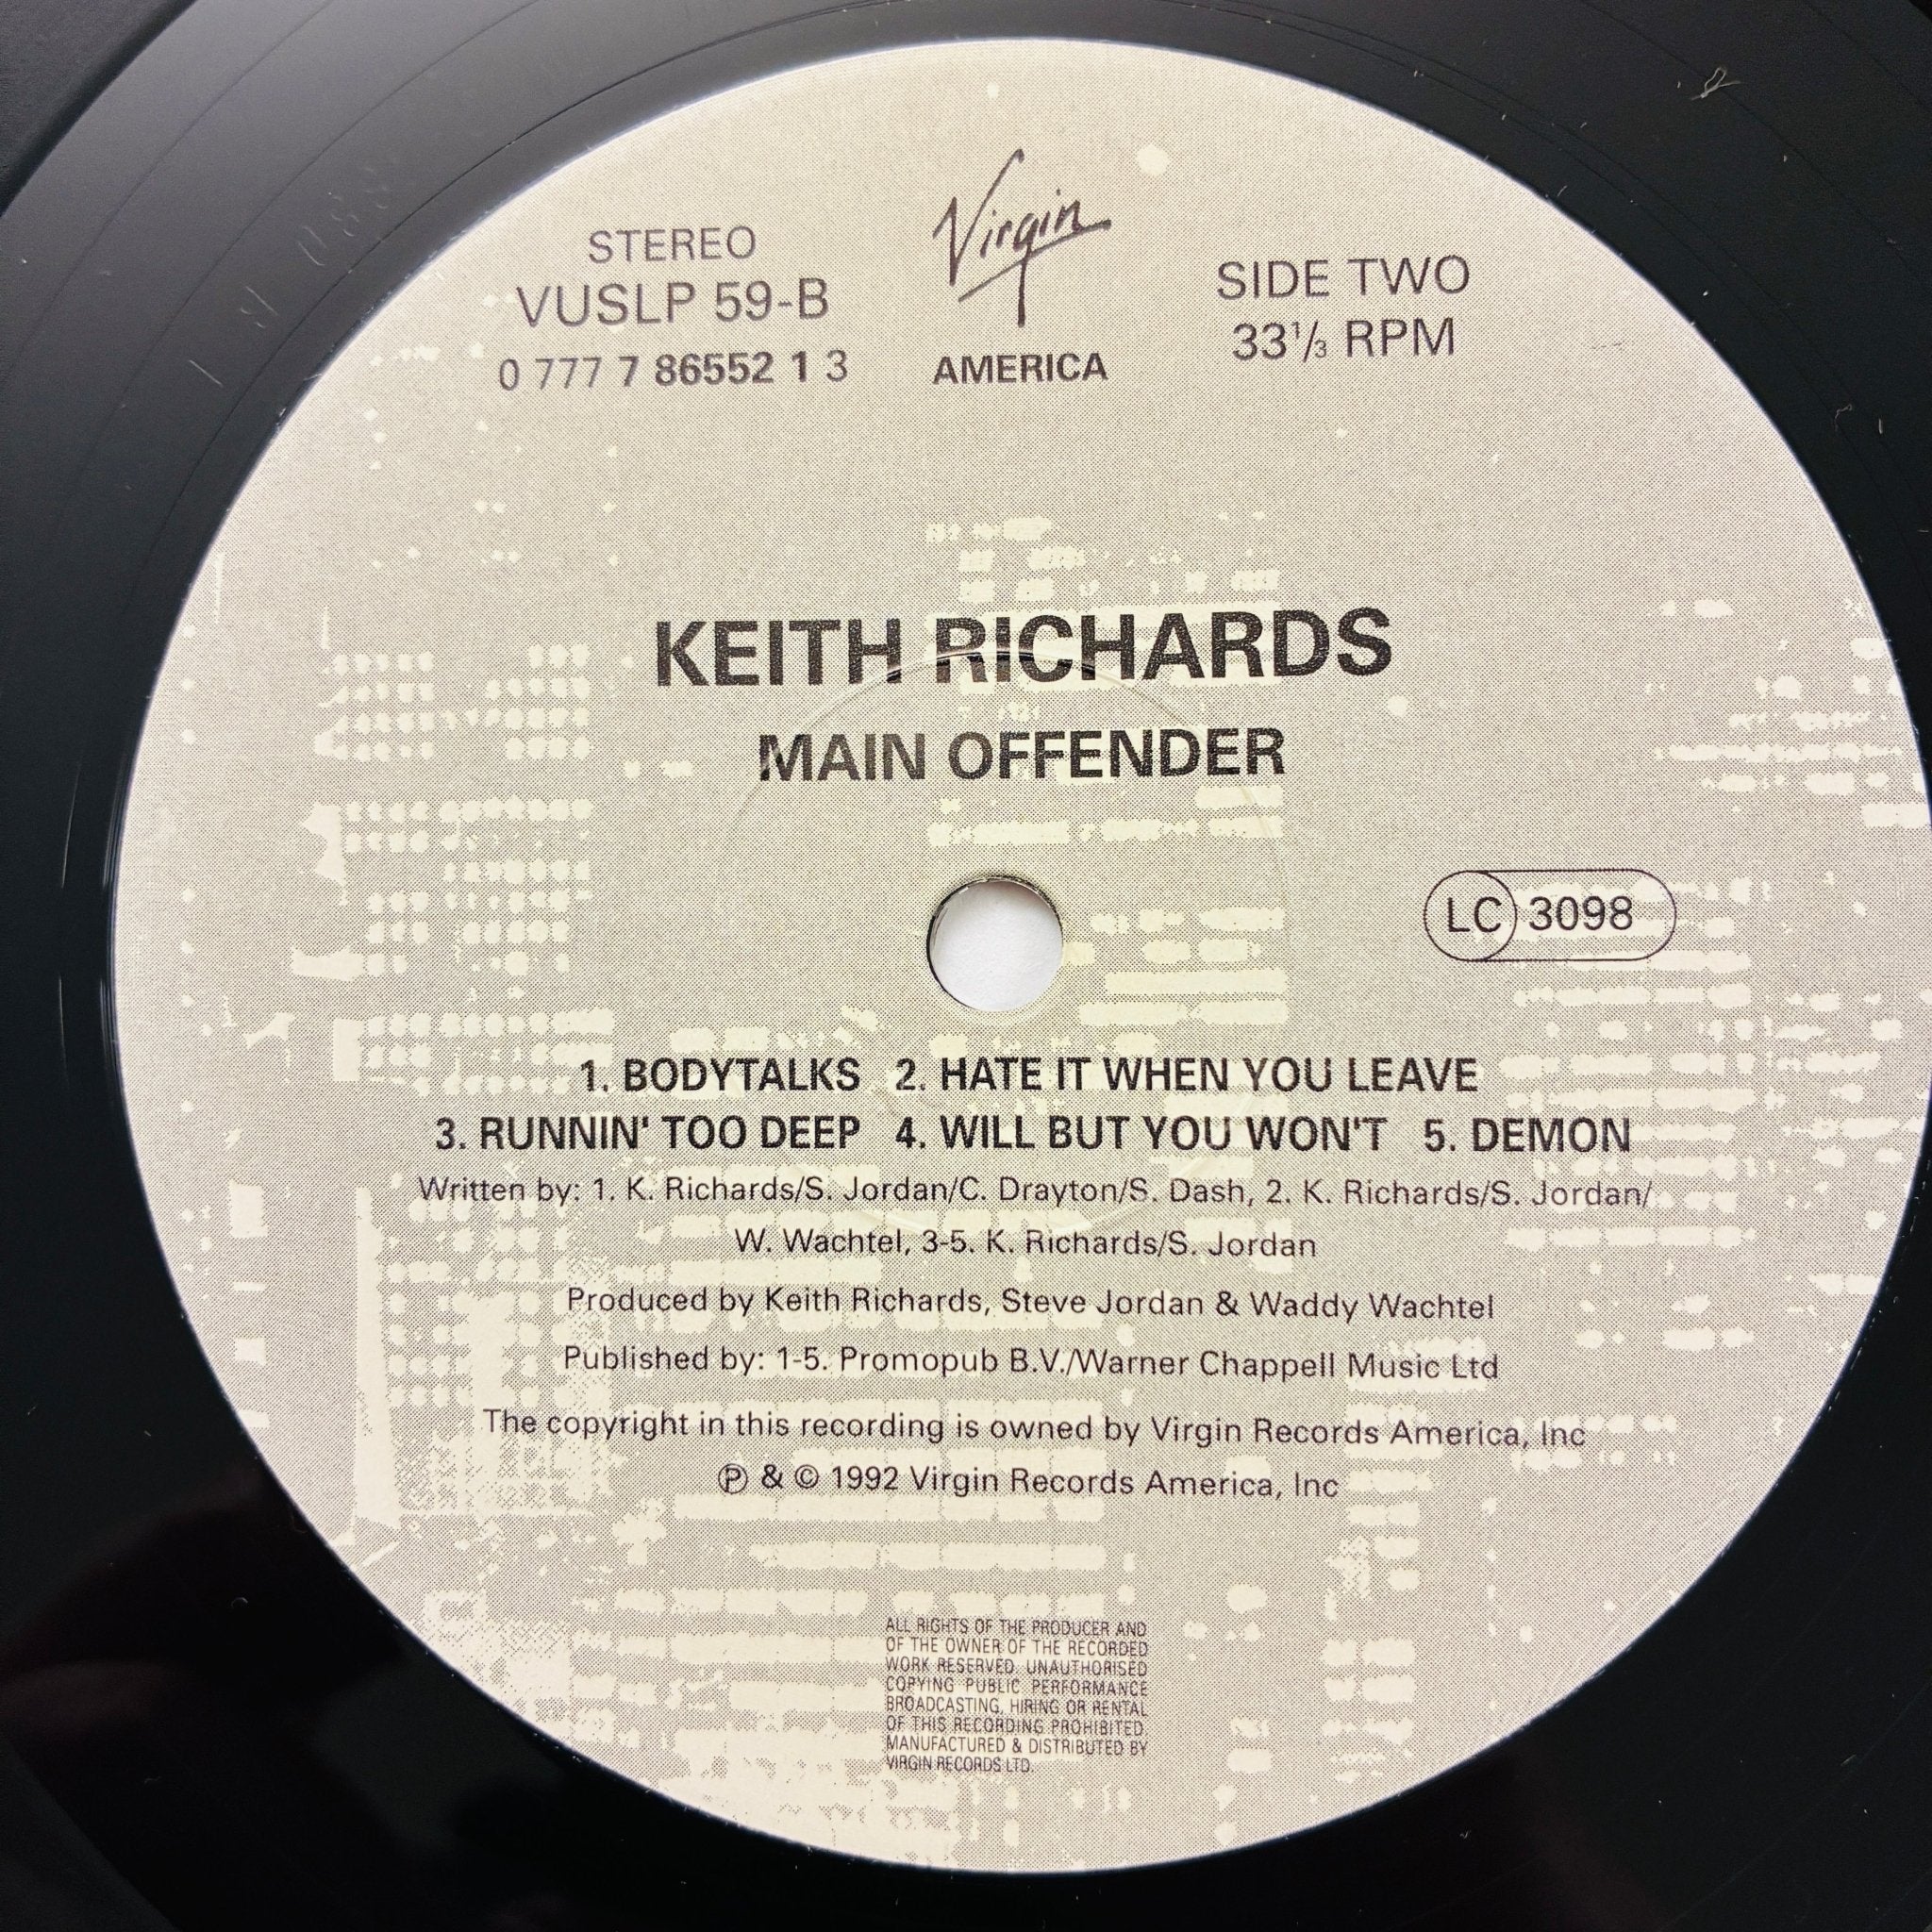 STEREO
VUSLP 59-B
0 777 7 86552 1 3
Virgin
AMERICA
SIDE TWO
33⅓ RPM
KEITH RICHARDS
MAIN OFFENDER
LC 3098
1. BODYTALKS 2. HATE IT WHEN YOU LEAVE
3. RUNNIN' TOO DEEP 4. WILL BUT YOU WON'T 5. DEMON
Written by: 1. K. Richards/S. Jordan/C. Drayton/S. Dash, 2. K. Richards/S. Jordan/
W. Wachtel, 3-5. K. Richards/S. Jordan
Produced by Keith Richards, Steve Jordan & Waddy Wachtel
Published by: 1-5. Promopub B.V./Warner Chappell Music Ltd
The copyright in this recording is owned by Virgin Records America, Inc
℗ & © 1992 Virgin Records America, Inc
ALL RIGHTS OF THE PRODUCER AND
OF THE OWNER OF THE RECORDED
WORK RESERVED. UNAUTHORISED
COPYING PUBLIC PERFORMANCE
BROADCASTING, HIRING OR RENTAL
OF THIS RECORDING PROHIBITED.
MANUFACTURED & DISTRIBUTED BY
VIRGIN RECORDS LTD.